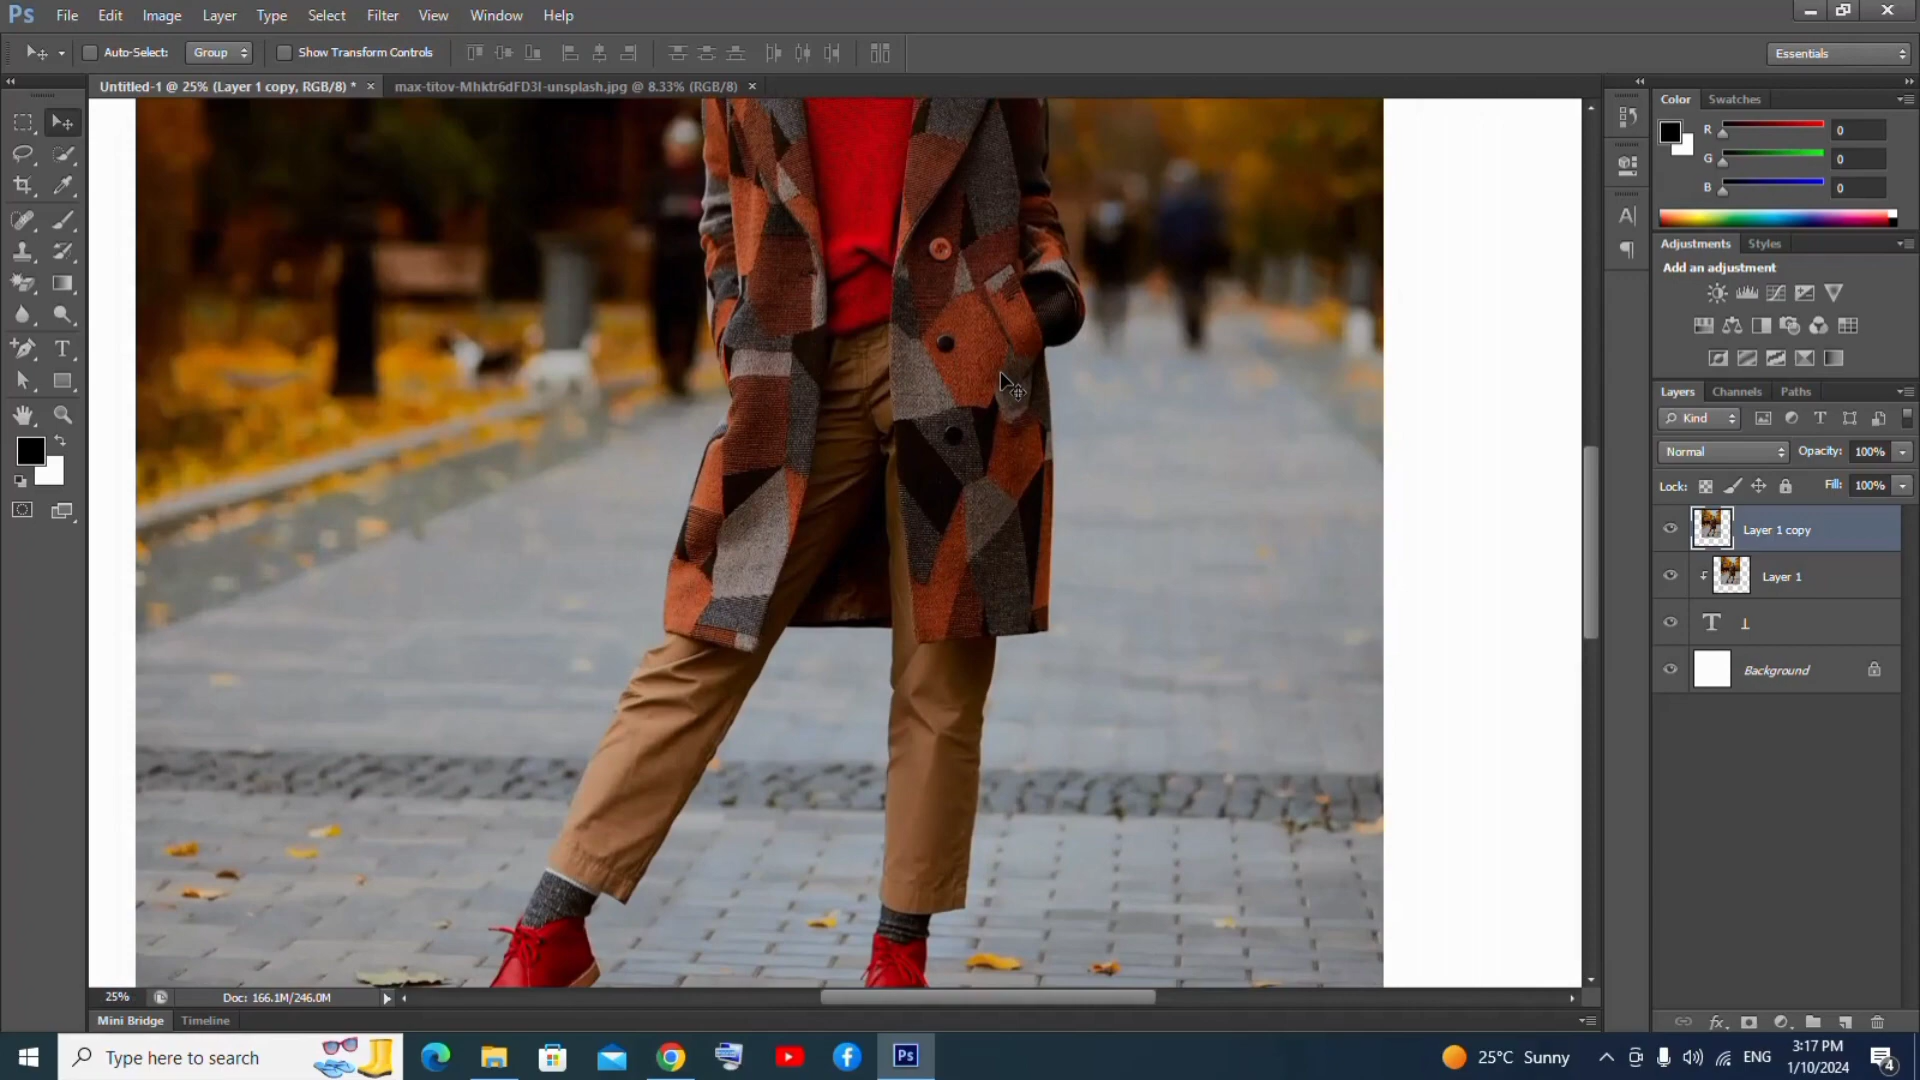 Ps File Edit Image Layer Type Select Filter View Window Help
Auto-Select: Group Show Transform Controls Essentials
Untitled-1 @ 25% (Layer 1 copy, RGB/8) * × max-titov-Mhktr6dFD3I-unsplash.jpg @ 8.33% (RGB/8) ×
Color Swatches
R 0
G 0
B 0
Adjustments Styles
Add an adjustment
Layers Channels Paths
Kind T
Normal Opacity: 100%
Lock: Fill: 100%
Layer 1 copy
Layer 1
T
Background
fx
25% Doc: 166.1M/246.0M
Mini Bridge Timeline
Type here to search
Ps
25°C Sunny
ENG
3:17 PM
1/10/2024
4